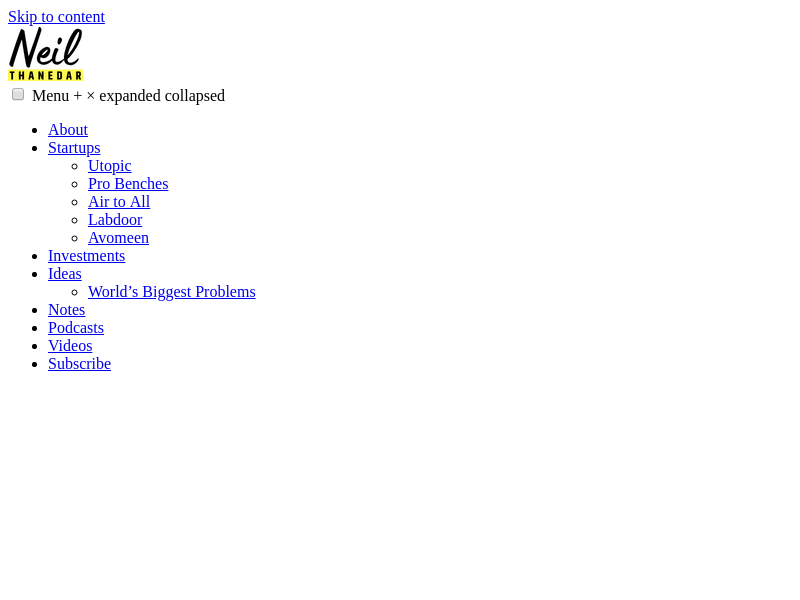 Skip to content
Neil
THANEDAR
Menu + × expanded collapsed
About
Startups
Utopic
Pro Benches
Air to All
Labdoor
Avomeen
Investments
Ideas
World’s Biggest Problems
Notes
Podcasts
Videos
Subscribe